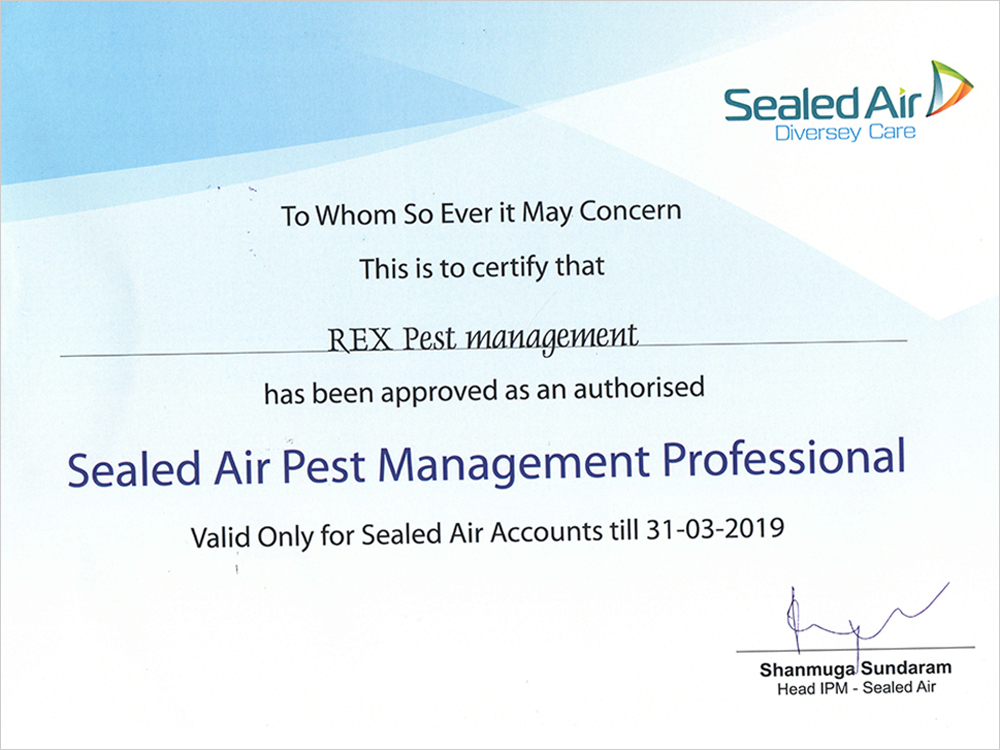 Sealed Air
Diversey Care
To Whom So Ever it May Concern
This is to certify that
REX Pest management
has been approved as an authorised
Sealed Air Pest Management Professional
Valid Only for Sealed Air Accounts till 31-03-2019
Shanmuga Sundaram
Head IPM - Sealed Air